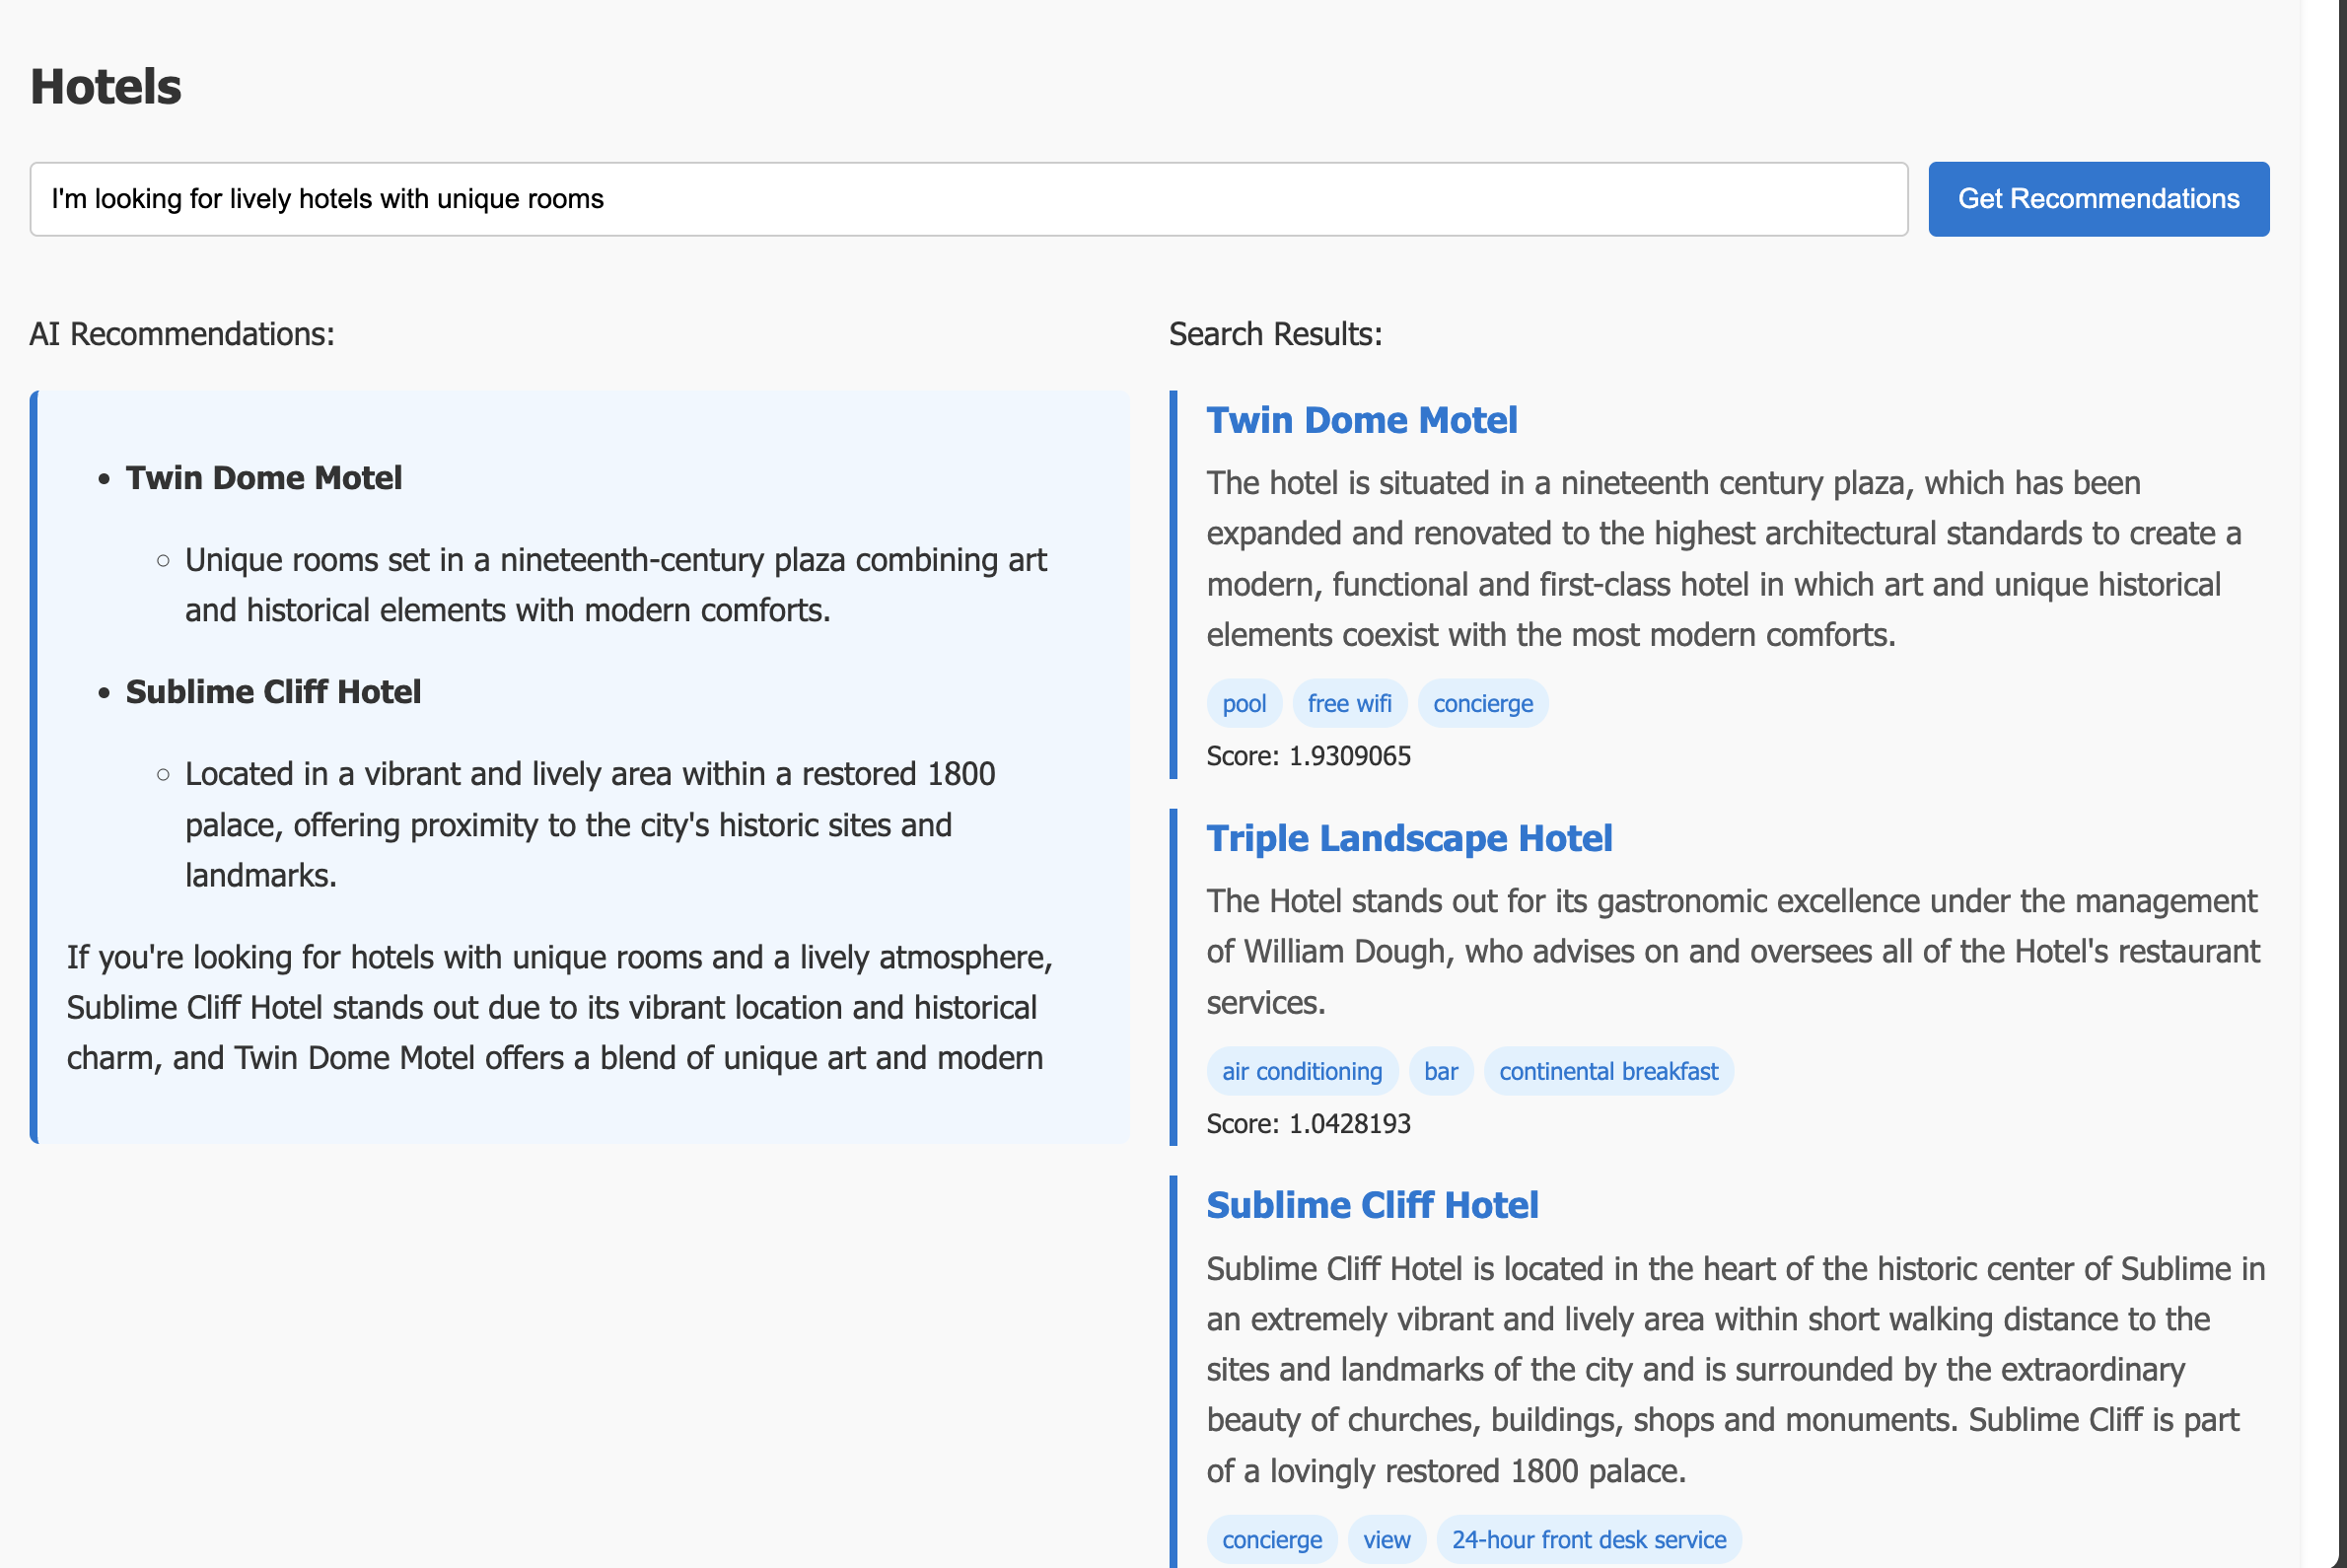 Hotels
I'm looking for lively hotels with unique rooms
Get Recommendations
AI Recommendations:
• Twin Dome Motel
◦ Unique rooms set in a nineteenth-century plaza combining art
and historical elements with modern comforts.
• Sublime Cliff Hotel
◦ Located in a vibrant and lively area within a restored 1800
palace, offering proximity to the city's historic sites and
landmarks.
If you're looking for hotels with unique rooms and a lively atmosphere,
Sublime Cliff Hotel stands out due to its vibrant location and historical
charm, and Twin Dome Motel offers a blend of unique art and modern
Search Results:
Twin Dome Motel
The hotel is situated in a nineteenth century plaza, which has been
expanded and renovated to the highest architectural standards to create a
modern, functional and first-class hotel in which art and unique historical
elements coexist with the most modern comforts.
pool free wifi concierge
Score: 1.9309065
Triple Landscape Hotel
The Hotel stands out for its gastronomic excellence under the management
of William Dough, who advises on and oversees all of the Hotel's restaurant
services.
air conditioning bar continental breakfast
Score: 1.0428193
Sublime Cliff Hotel
Sublime Cliff Hotel is located in the heart of the historic center of Sublime in
an extremely vibrant and lively area within short walking distance to the
sites and landmarks of the city and is surrounded by the extraordinary
beauty of churches, buildings, shops and monuments. Sublime Cliff is part
of a lovingly restored 1800 palace.
concierge view 24-hour front desk service